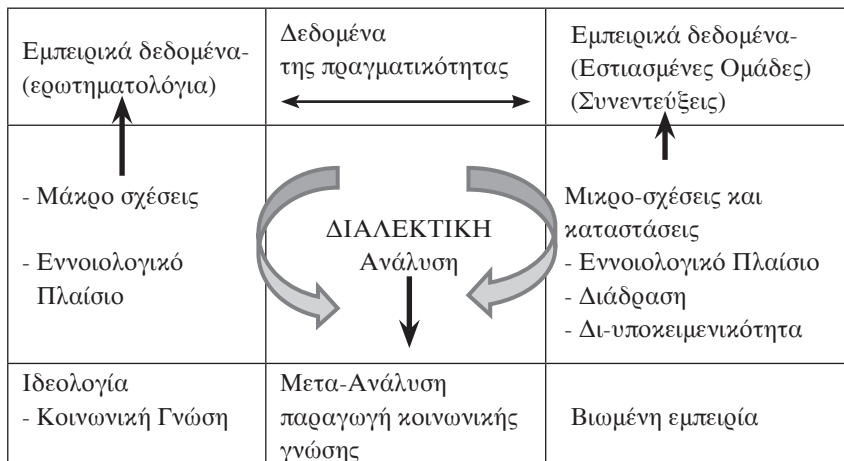 Εμπειρικά δεδομένα-
(ερωτηματολόγια)
Δεδομένα
της πραγματικότητας
Εμπειρικά δεδομένα-
(Εστιασμένες Ομάδες)
(Συνεντεύξεις)
- Μάκρο σχέσεις
- Εννοιολογικό
Πλαίσιο
ΔΙΑΛΕΚΤΙΚΗ
Ανάλυση
Μικρο-σχέσεις και
καταστάσεις
- Εννοιολογικό Πλαίσιο
- Διάδραση
- Δι-υποκειμενικότητα
Ιδεολογία
- Κοινωνική Γνώση
Μετα-Ανάλυση
παραγωγή κοινωνικής
γνώσης
Βιωμένη εμπειρία